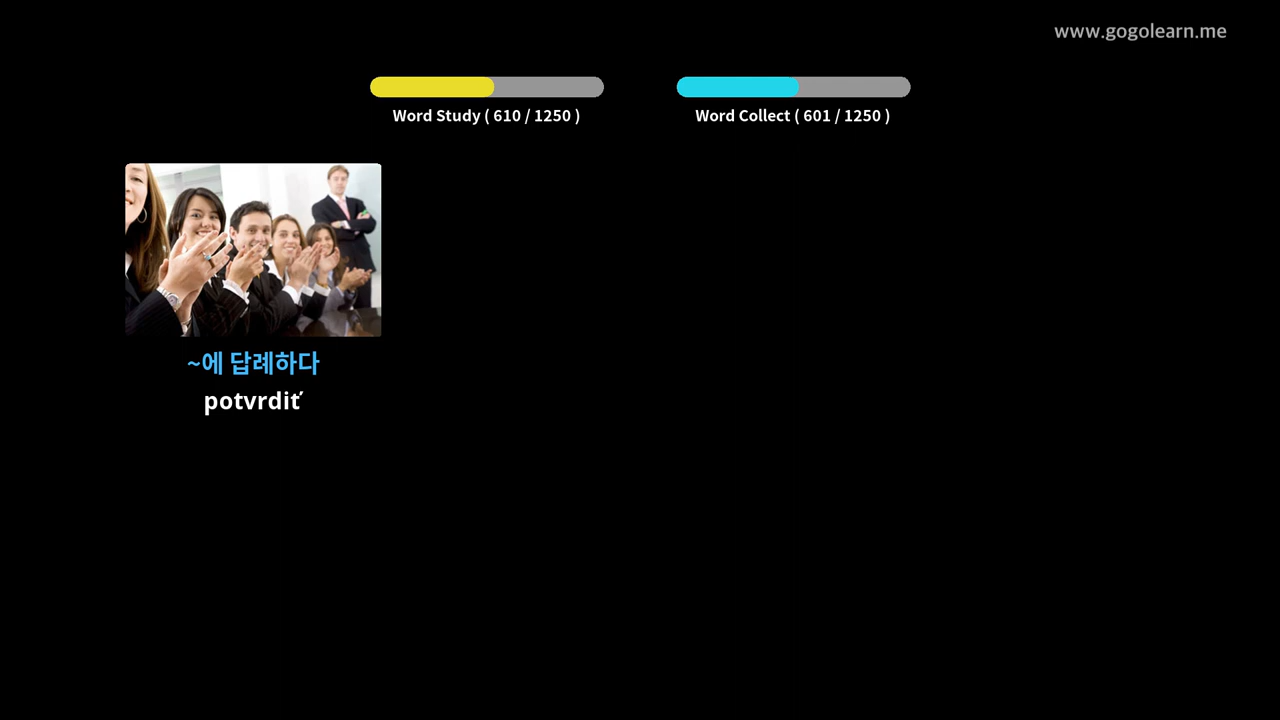 www.gogolearn.me
Word Study ( 610 / 1250 )
Word Collect ( 601 / 1250 )
~에 답례하다
potvrdiť